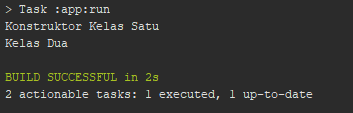 > Task :app:run
Konstruktor Kelas Satu
Kelas Dua
BUILD SUCCESSFUL in 2s
2 actionable tasks: 1 executed, 1 up-to-date